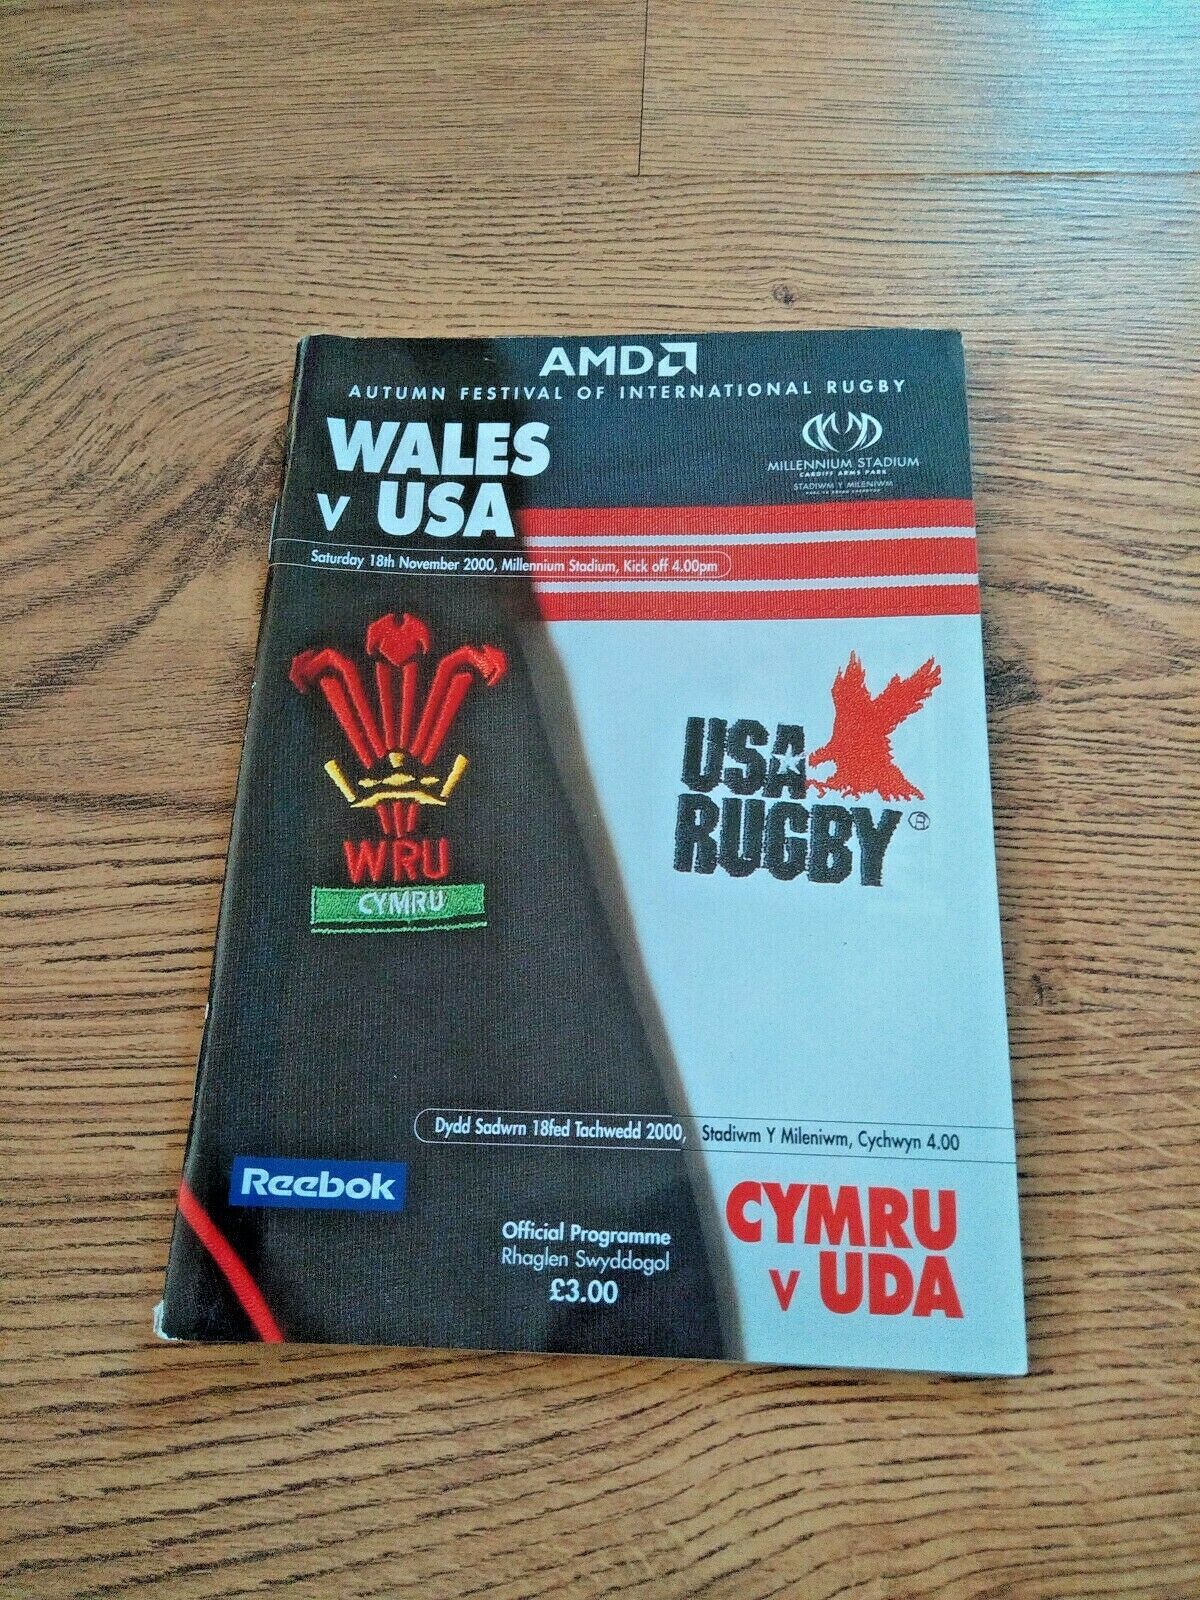 AMD
AUTUMN FESTIVAL OF INTERNATIONAL RUGBY
WALES
v USA
MILLENNIUM STADIUM
CARDIFF ARMS PARK
STADIWM Y MILENIWM
Saturday 18th November 2000, Millennium Stadium, Kick off 4.00pm
WRU
CYMRU
USA
RUGBY®
Dydd Sadwrn 18fed Tachwedd 2000, Stadiwm Y Mileniwm, Cychwyn 4.00
Reebok
Official Programme
Rhaglen Swyddogol
£3.00
CYMRU
v UDA